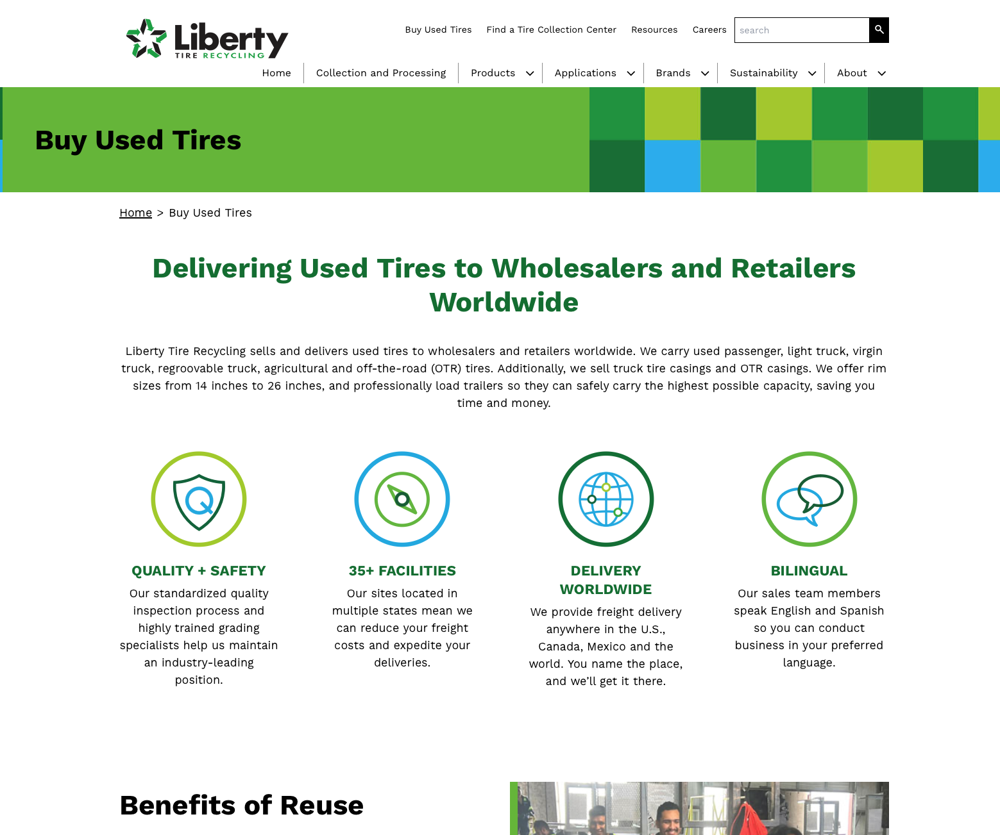 Liberty
TIRE RECYCLING
Buy Used Tires
Find a Tire Collection Center
Resources
Careers
search
Home
Collection and Processing
Products
Applications
Brands
Sustainability
About
Buy Used Tires
Home > Buy Used Tires
Delivering Used Tires to Wholesalers and Retailers
Worldwide
Liberty Tire Recycling sells and delivers used tires to wholesalers and retailers worldwide. We carry used passenger, light truck, virgin
truck, regroovable truck, agricultural and off-the-road (OTR) tires. Additionally, we sell truck tire casings and OTR casings. We offer rim
sizes from 14 inches to 26 inches, and professionally load trailers so they can safely carry the highest possible capacity, saving you
time and money.
Q
QUALITY + SAFETY
Our standardized quality
inspection process and
highly trained grading
specialists help us maintain
an industry-leading
position.
35+ FACILITIES
Our sites located in
multiple states mean we
can reduce your freight
costs and expedite your
deliveries.
DELIVERY
WORLDWIDE
We provide freight delivery
anywhere in the U.S.,
Canada, Mexico and the
world. You name the place,
and we’ll get it there.
BILINGUAL
Our sales team members
speak English and Spanish
so you can conduct
business in your preferred
language.
Benefits of Reuse